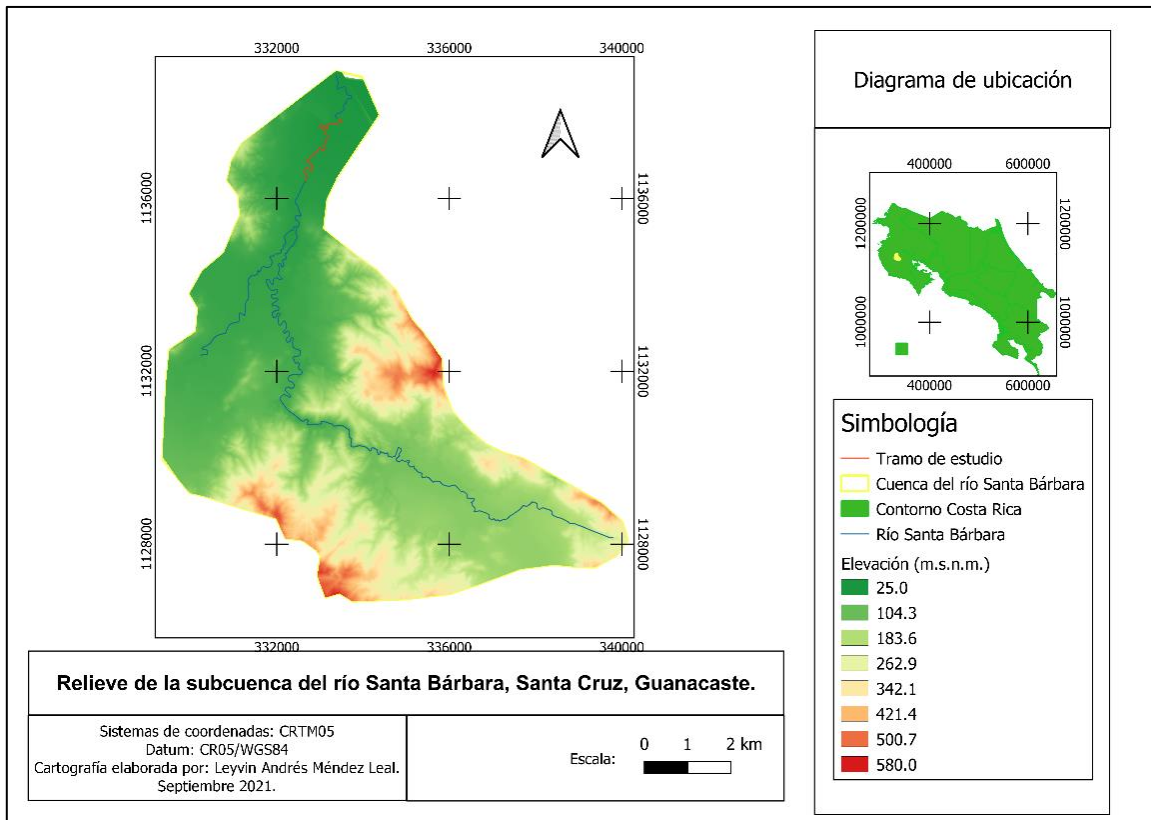 332000
336000
340000
1136000
1136000
1132000
1132000
1128000
1128000
332000
336000
340000
Relieve de la subcuenca del río Santa Bárbara, Santa Cruz, Guanacaste.
Sistemas de coordenadas: CRTM05
Datum: CR05/WGS84
Cartografía elaborada por: Leyvin Andrés Méndez Leal.
Septiembre 2021.
Escala:
0 1 2 km
Diagrama de ubicación
400000
600000
1200000
1200000
1000000
1000000
400000
600000
Simbología
Tramo de estudio
Cuenca del río Santa Bárbara
Contorno Costa Rica
Río Santa Bárbara
Elevación (m.s.n.m.)
25.0
104.3
183.6
262.9
342.1
421.4
500.7
580.0